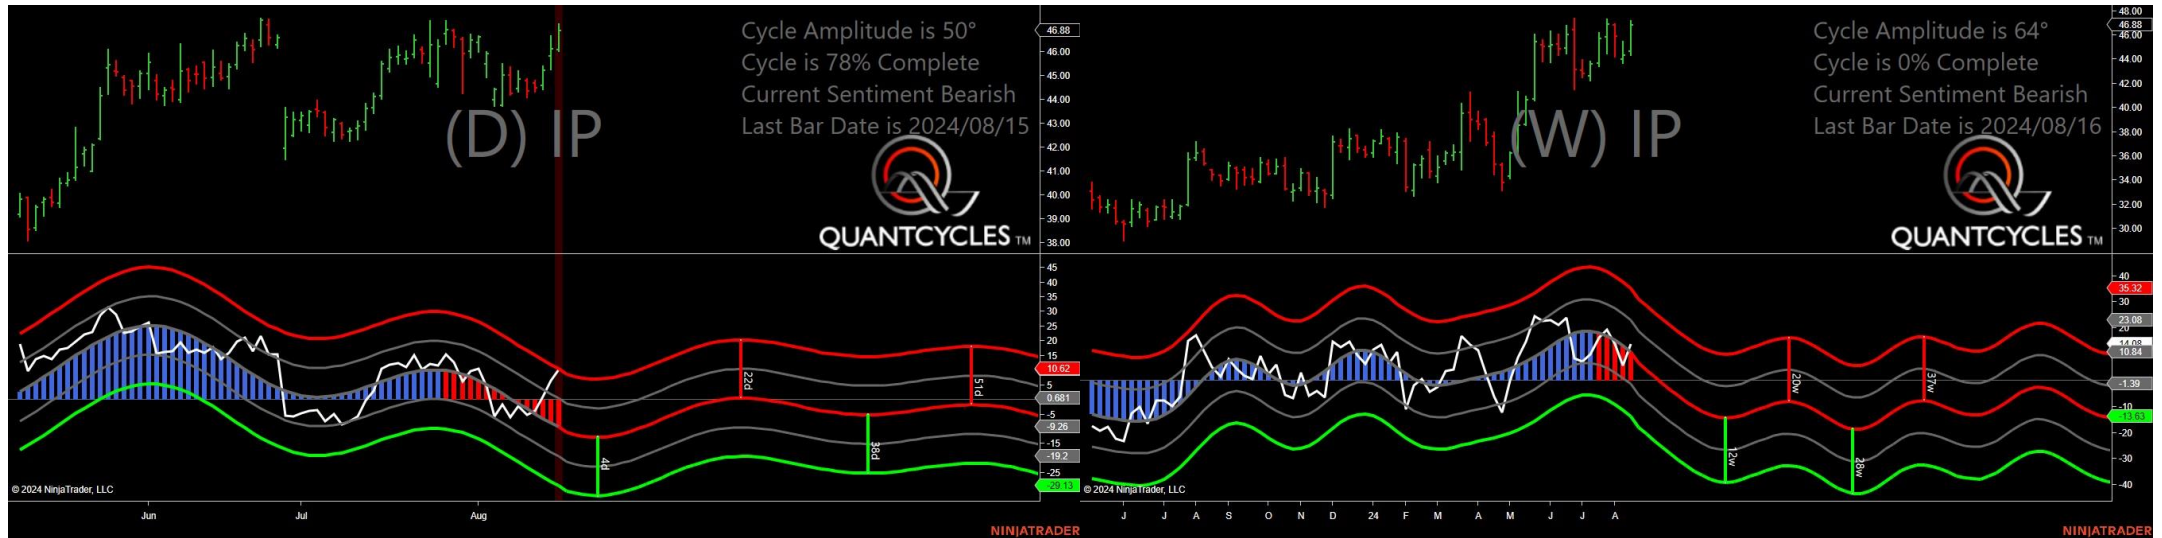 Cycle Amplitude is 50°
Cycle is 78% Complete
Current Sentiment Bearish
Last Bar Date is 2024/08/15
(D) IP
QUANTCYCLES TM
46.88
46.00
45.00
44.00
43.00
42.00
41.00
40.00
39.00
38.00
45
40
35
30
25
20
15
10.62
5
0.681
-5
-9.26
-15
-19.2
-25
-29.13
4d
22d
38d
51d
© 2024 NinjaTrader, LLC
Jun
Jul
Aug
NINJATRADER
Cycle Amplitude is 64°
Cycle is 0% Complete
Current Sentiment Bearish
Last Bar Date is 2024/08/16
(W) IP
QUANTCYCLES TM
48.00
46.88
46.00
44.00
42.00
40.00
38.00
36.00
34.00
32.00
30.00
40
35.32
30
23.08
20
14.08
10.84
-1.39
-10
-13.63
-20
-30
-40
12w
20w
28w
37w
© 2024 NinjaTrader, LLC
J J A S O N D 24 F M A M J J A
NINJATRADER